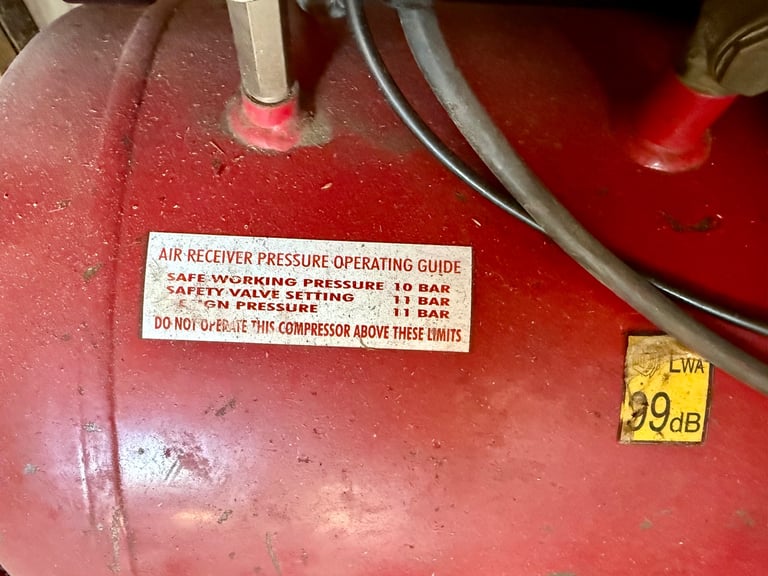 AIR RECEIVER PRESSURE OPERATING GUIDE
SAFE WORKING PRESSURE 10 BAR
SAFETY VALVE SETTING 11 BAR
PRESSURE 11 BAR
DO NOT OPERATE THIS COMPRESSOR ABOVE THESE LIMITS
LWA
99dB